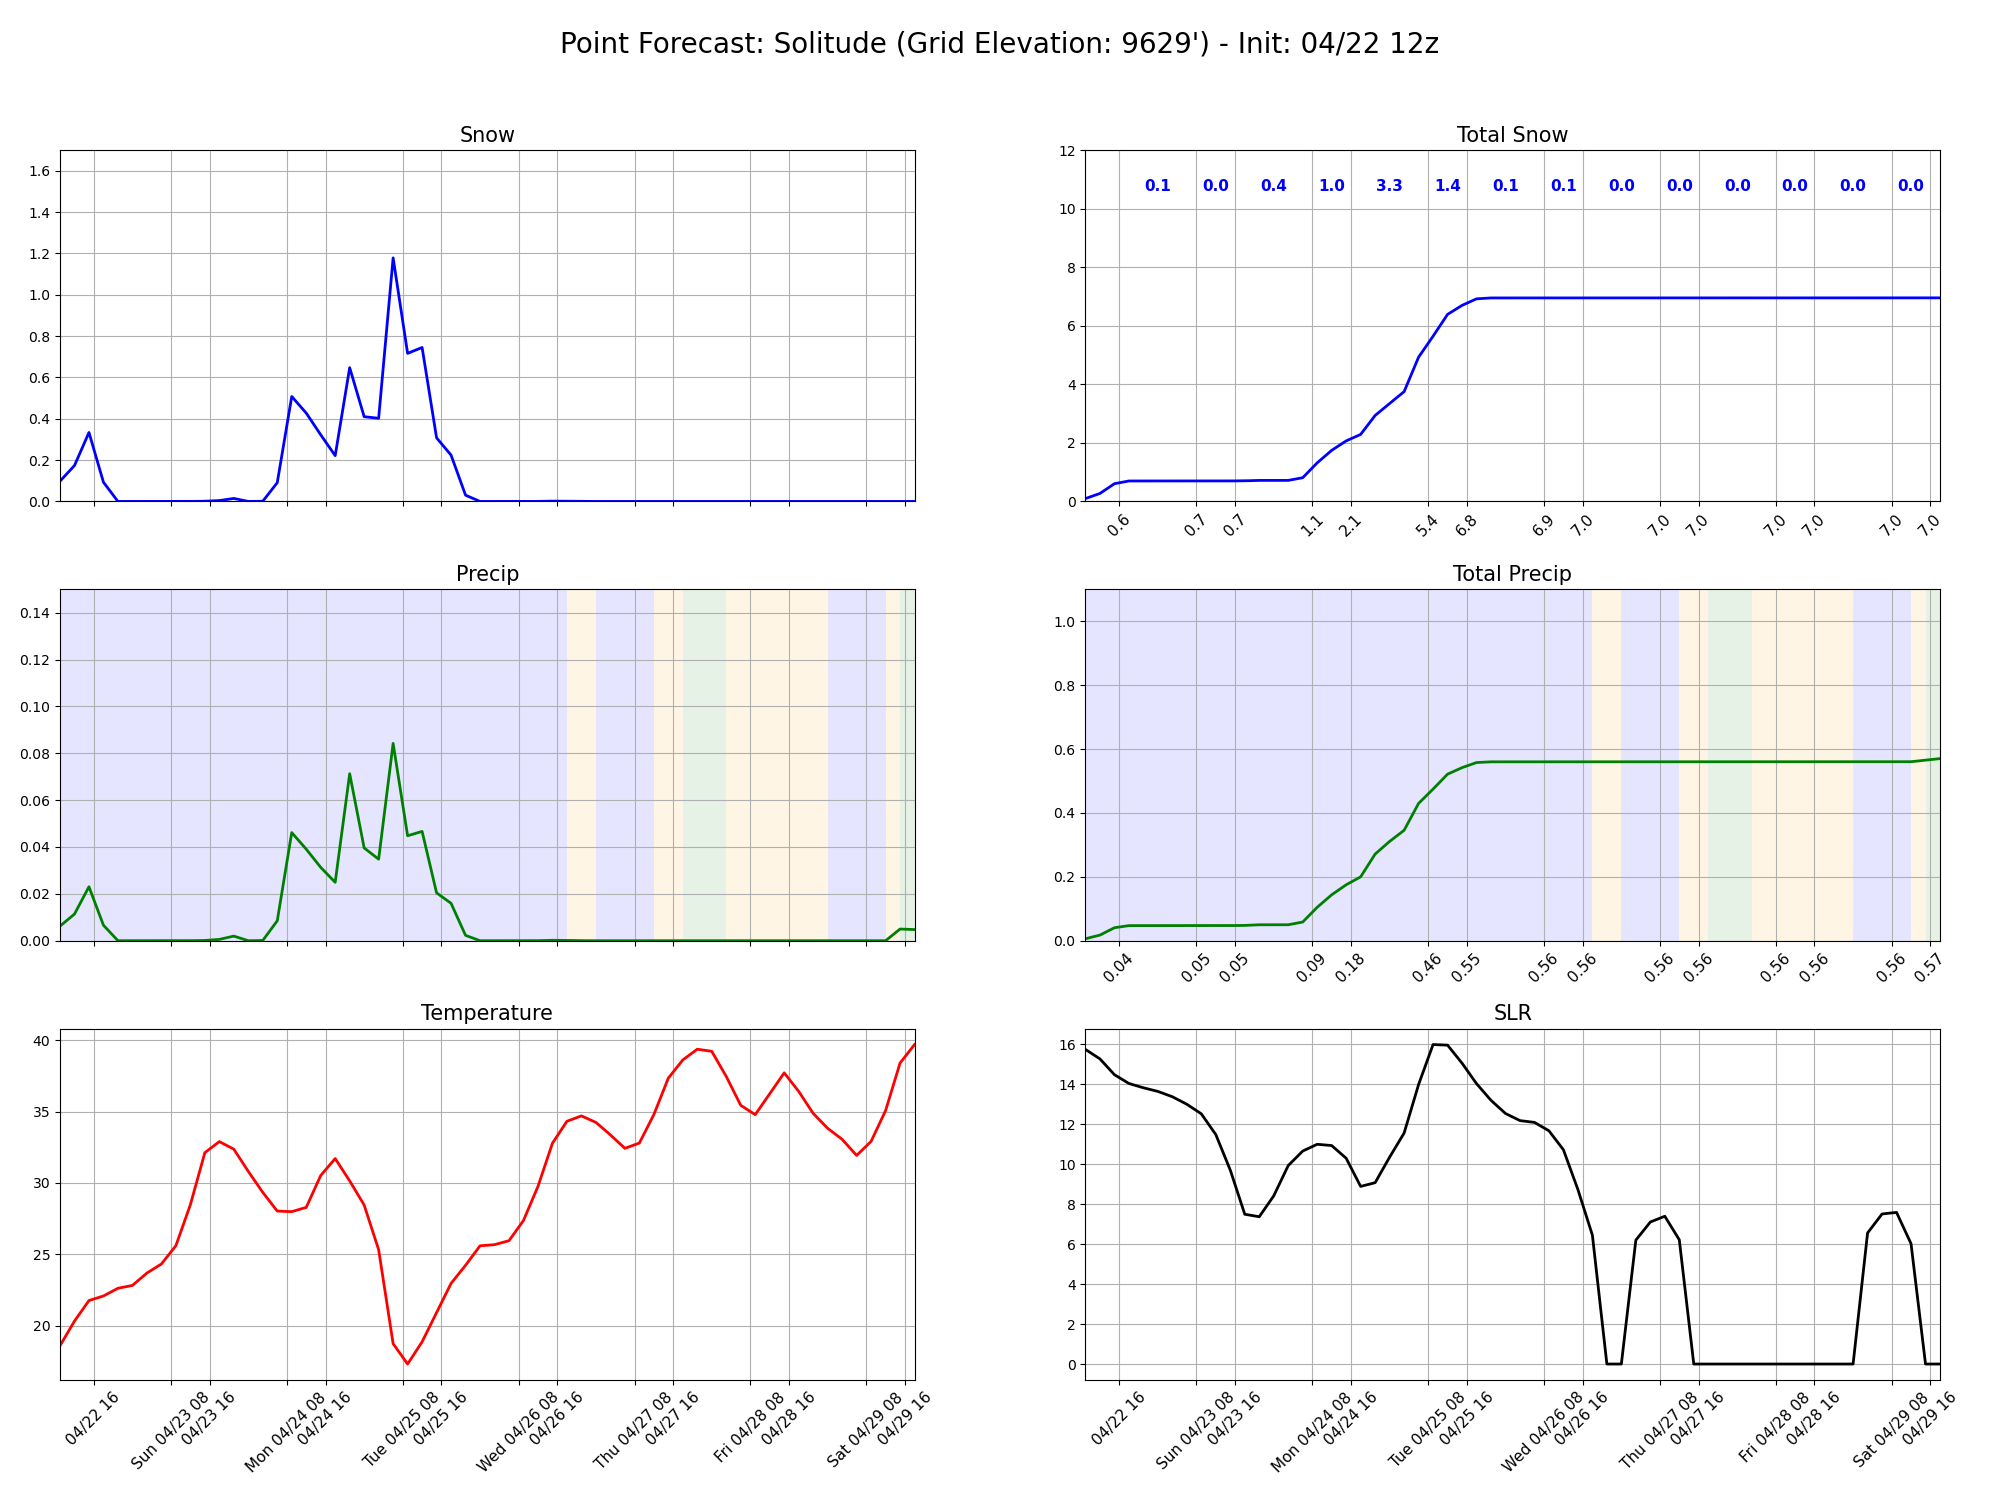 Point Forecast: Solitude (Grid Elevation: 9629') - Init: 04/22 12z
Snow
1.6
1.4
1.2
1.0
0.8
0.6
0.4
0.2
0.0
Total Snow
12
10
8
6
4
2
0
0.1 0.0 0.4 1.0 3.3 1.4 0.1 0.1 0.0 0.0 0.0 0.0 0.0 0.0
0.6 0.7 0.7 1.1 2.1 5.4 6.8 6.9 7.0 7.0 7.0 7.0 7.0 7.0 7.0
Precip
0.14
0.12
0.10
0.08
0.06
0.04
0.02
0.00
Total Precip
1.0
0.8
0.6
0.4
0.2
0.0
0.04 0.05 0.05 0.09 0.18 0.46 0.55 0.56 0.56 0.56 0.56 0.56 0.56 0.56 0.57
Temperature
40
35
30
25
20
04/22 16
Sun 04/23 08
04/23 16
Mon 04/24 08
04/24 16
Tue 04/25 08
04/25 16
Wed 04/26 08
04/26 16
Thu 04/27 08
04/27 16
Fri 04/28 08
04/28 16
Sat 04/29 08
04/29 16
SLR
16
14
12
10
8
6
4
2
0
04/22 16
Sun 04/23 08
04/23 16
Mon 04/24 08
04/24 16
Tue 04/25 08
04/25 16
Wed 04/26 08
04/26 16
Thu 04/27 08
04/27 16
Fri 04/28 08
04/28 16
Sat 04/29 08
04/29 16